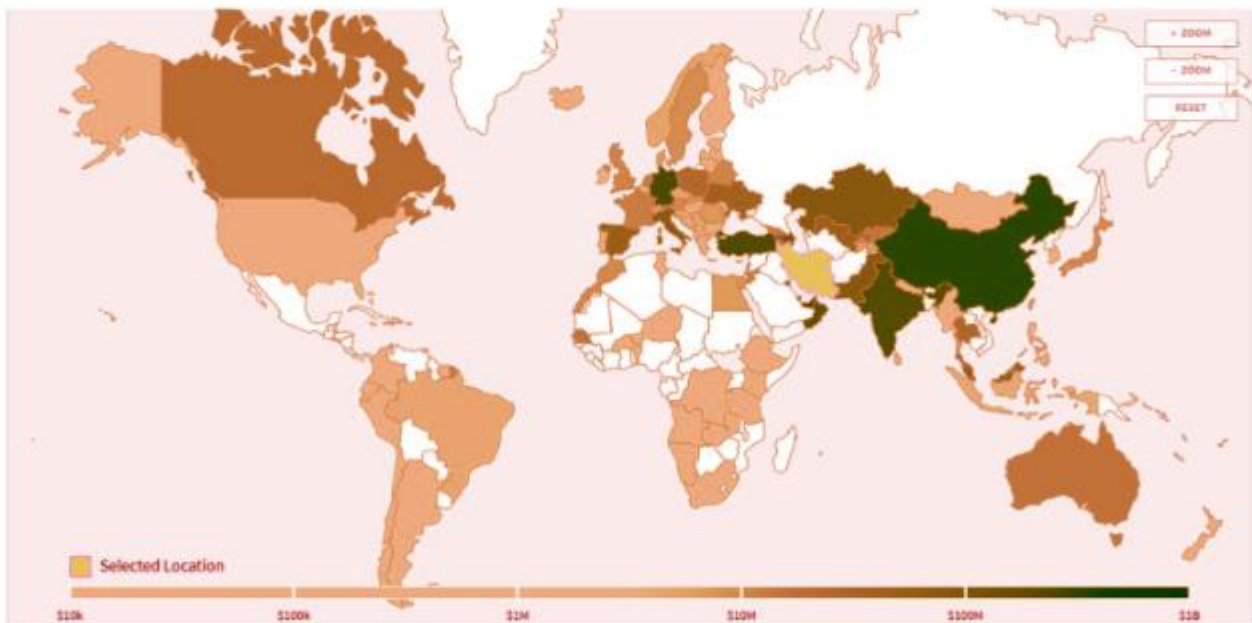 + ZOOM
- ZOOM
RESET
Selected Location
$10k
$100k
$1M
$10M
$100M
$1B